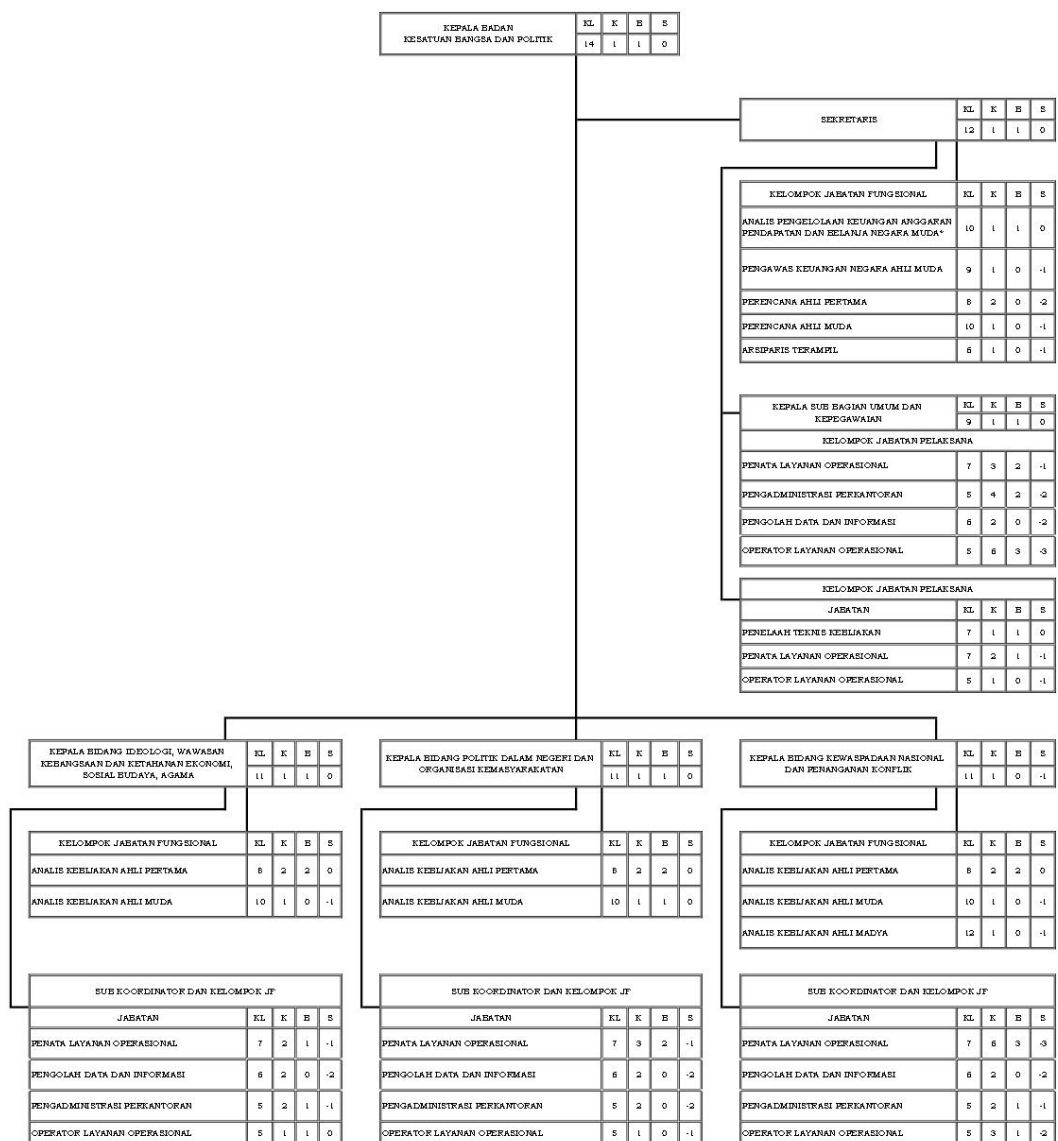 KEPALA BADAN
KESATUAN BANGSA DAN POLITIK
KL K B S
14 1 1 0
SEKRETARIS
KL K B S
12 1 1 0
KELOMPOK JABATAN FUNGSIONAL KL K B S
ANALIS PENGELOLAAN KEUANGAN ANGGARAN
PENDAPATAN DAN BELANJA NEGARA MUDA* 10 1 1 0
PENGAWAS KEUANGAN NEGARA AHLI MUDA 9 1 0 -1
PERENCANA AHLI PERTAMA 8 2 0 -2
PERENCANA AHLI MUDA 10 1 0 -1
ARSIPARIS TERAMPIL 6 1 0 -1
KEPALA SUB BAGIAN UMUM DAN
KEPEGAWAIAN
KL K B S
9 1 1 0
KELOMPOK JABATAN PELAKSANA
PENATA LAYANAN OPERASIONAL 7 3 2 -1
PENGADMINISTRASI PERKANTORAN 5 4 2 -2
PENGOLAH DATA DAN INFORMASI 6 2 0 -2
OPERATOR LAYANAN OPERASIONAL 5 6 3 -3
KELOMPOK JABATAN PELAKSANA
JABATAN KL K B S
PENELAAH TEKNIS KEBIJAKAN 7 1 1 0
PENATA LAYANAN OPERASIONAL 7 2 1 -1
OPERATOR LAYANAN OPERASIONAL 5 1 0 -1
KEPALA BIDANG IDEOLOGI, WAWASAN
KEBANGSAAN DAN KETAHANAN EKONOMI,
SOSIAL BUDAYA, AGAMA
KL K B S
11 1 1 0
KELOMPOK JABATAN FUNGSIONAL KL K B S
ANALIS KEBIJAKAN AHLI PERTAMA 8 2 2 0
ANALIS KEBIJAKAN AHLI MUDA 10 1 0 -1
SUB KOORDINATOR DAN KELOMPOK JF
JABATAN KL K B S
PENATA LAYANAN OPERASIONAL 7 2 1 -1
PENGOLAH DATA DAN INFORMASI 6 2 0 -2
PENGADMINISTRASI PERKANTORAN 5 2 1 -1
OPERATOR LAYANAN OPERASIONAL 5 1 1 0
KEPALA BIDANG POLITIK DALAM NEGERI DAN
ORGANISASI KEMASYARAKATAN
KL K B S
11 1 1 0
KELOMPOK JABATAN FUNGSIONAL KL K B S
ANALIS KEBIJAKAN AHLI PERTAMA 8 2 2 0
ANALIS KEBIJAKAN AHLI MUDA 10 1 1 0
SUB KOORDINATOR DAN KELOMPOK JF
JABATAN KL K B S
PENATA LAYANAN OPERASIONAL 7 3 2 -1
PENGOLAH DATA DAN INFORMASI 6 2 0 -2
PENGADMINISTRASI PERKANTORAN 5 2 0 -2
OPERATOR LAYANAN OPERASIONAL 5 1 0 -1
KEPALA BIDANG KEWASPADAAN NASIONAL
DAN PENANGANAN KONFLIK
KL K B S
11 1 0 -1
KELOMPOK JABATAN FUNGSIONAL KL K B S
ANALIS KEBIJAKAN AHLI PERTAMA 8 2 2 0
ANALIS KEBIJAKAN AHLI MUDA 10 1 0 -1
ANALIS KEBIJAKAN AHLI MADYA 12 1 0 -1
SUB KOORDINATOR DAN KELOMPOK JF
JABATAN KL K B S
PENATA LAYANAN OPERASIONAL 7 6 3 -3
PENGOLAH DATA DAN INFORMASI 6 2 0 -2
PENGADMINISTRASI PERKANTORAN 5 2 1 -1
OPERATOR LAYANAN OPERASIONAL 5 3 1 -2